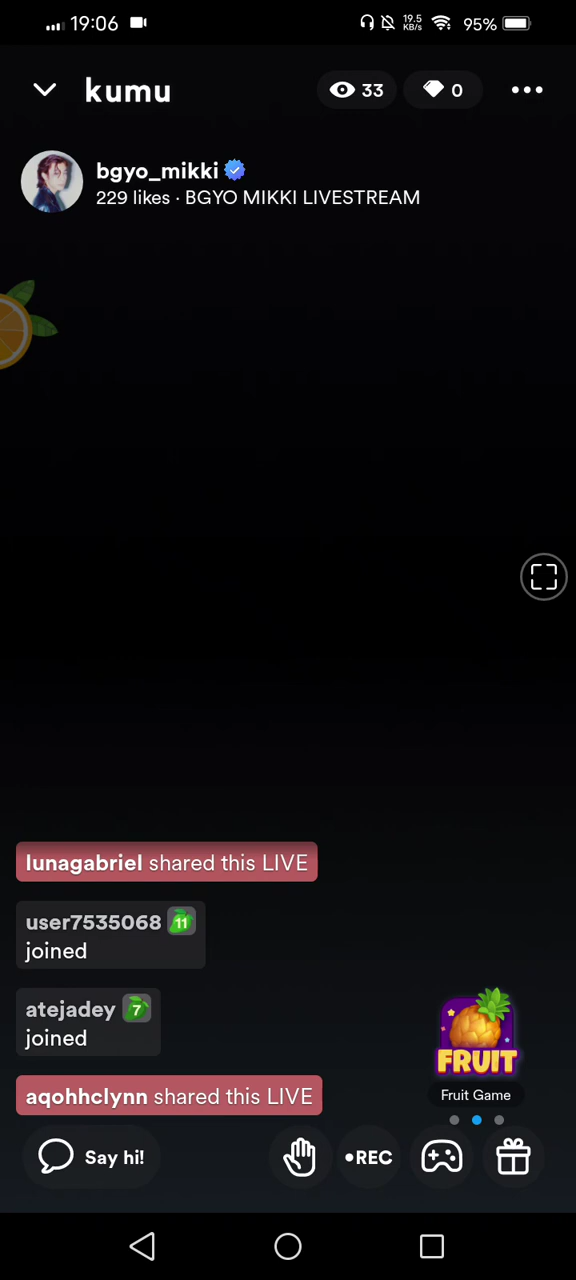 19:06
19.5
KB/s
95%
kumu
33
0
bgyo_mikki
229 likes · BGYO MIKKI LIVESTREAM
lunagabriel shared this LIVE
user7535068 11
joined
atejadey 7
joined
FRUIT
Fruit Game
aqohhclynn shared this LIVE
Say hi!
•REC